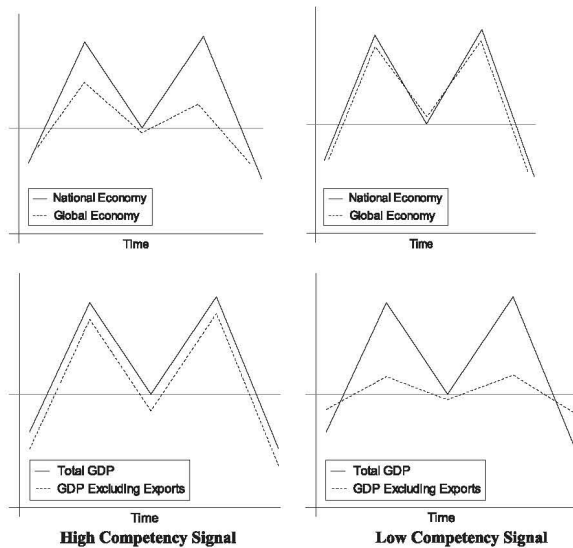 National Economy
Global Economy
Time
National Economy
Global Economy
Time
Total GDP
GDP Excluding Exports
Time
High Competency Signal
Total GDP
GDP Excluding Exports
Time
Low Competency Signal